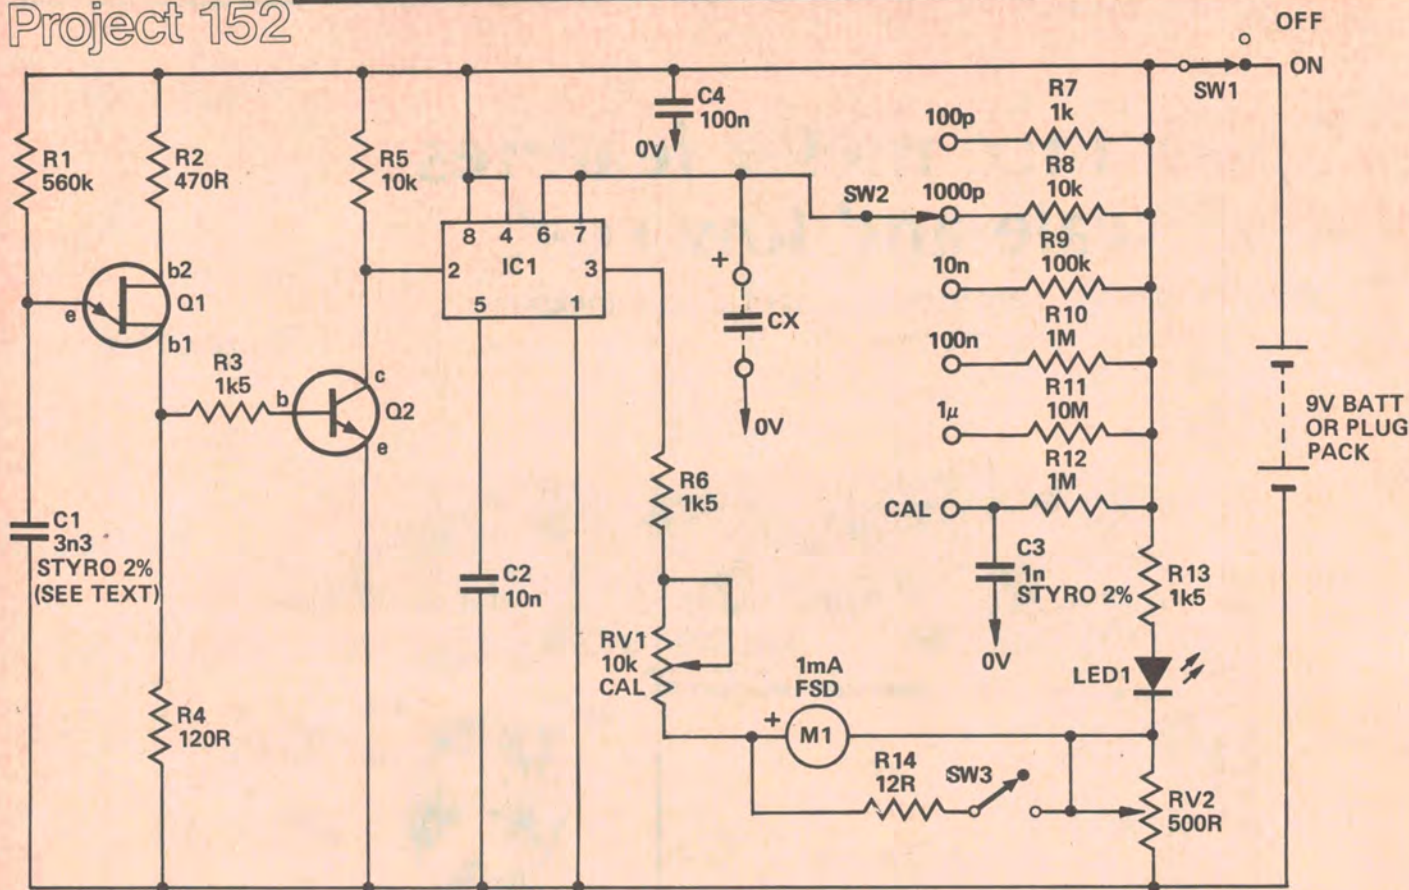 Project 152
OFF
ON
SW1
R1
560k
R2
470R
R5
10k
C4
100n
0V
100p
R7
1k
SW2
1000p
R8
10k
10n
R9
100k
100n
R10
1M
1µ
R11
10M
CAL
R12
1M
8
4
6
7
2
IC1
3
5
1
b2
Q1
e
b1
R3
1k5
b
c
Q2
e
+
CX
0V
9V BATT
OR PLUG
PACK
C1
3n3
STYRO 2%
(SEE TEXT)
C2
10n
R6
1k5
C3
1n
STYRO 2%
0V
R13
1k5
RV1
10k
CAL
1mA
FSD
LED1
+
M1
R4
120R
R14
12R
SW3
RV2
500R